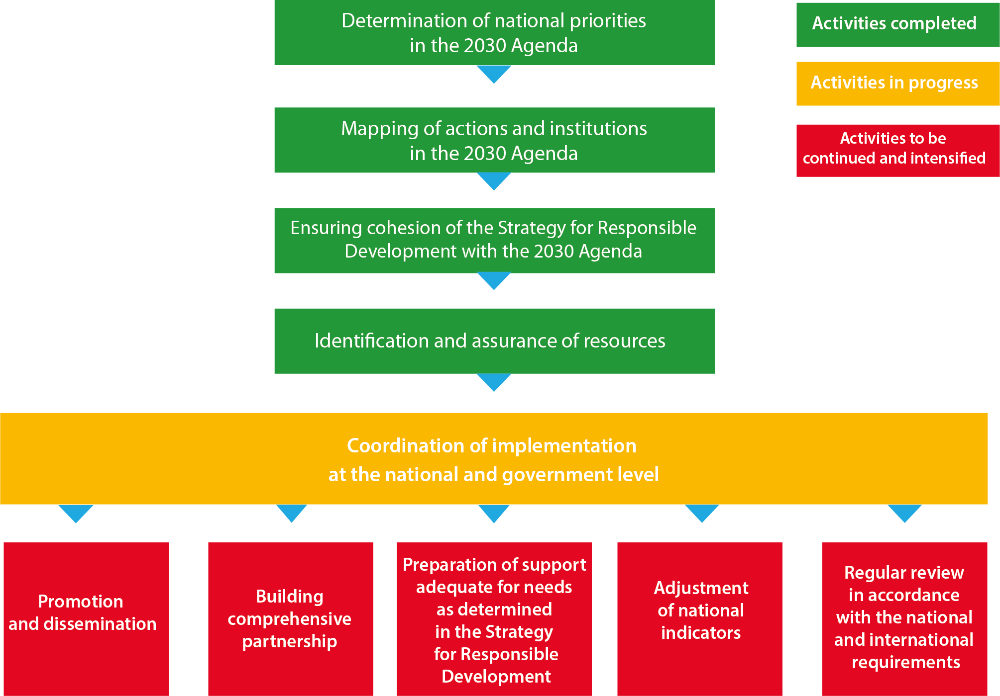 Determination of national priorities
in the 2030 Agenda
Activities completed
Activities in progress
Activities to be
continued and intensified
Mapping of actions and institutions
in the 2030 Agenda
Ensuring cohesion of the Strategy for Responsible
Development with the 2030 Agenda
Identification and assurance of resources
Coordination of implementation
at the national and government level
Promotion
and dissemination
Building
comprehensive
partnership
Preparation of support
adequate for needs
as determined
in the Strategy
for Responsible
Development
Adjustment
of national
indicators
Regular review
in accordance
with the national
and international
requirements